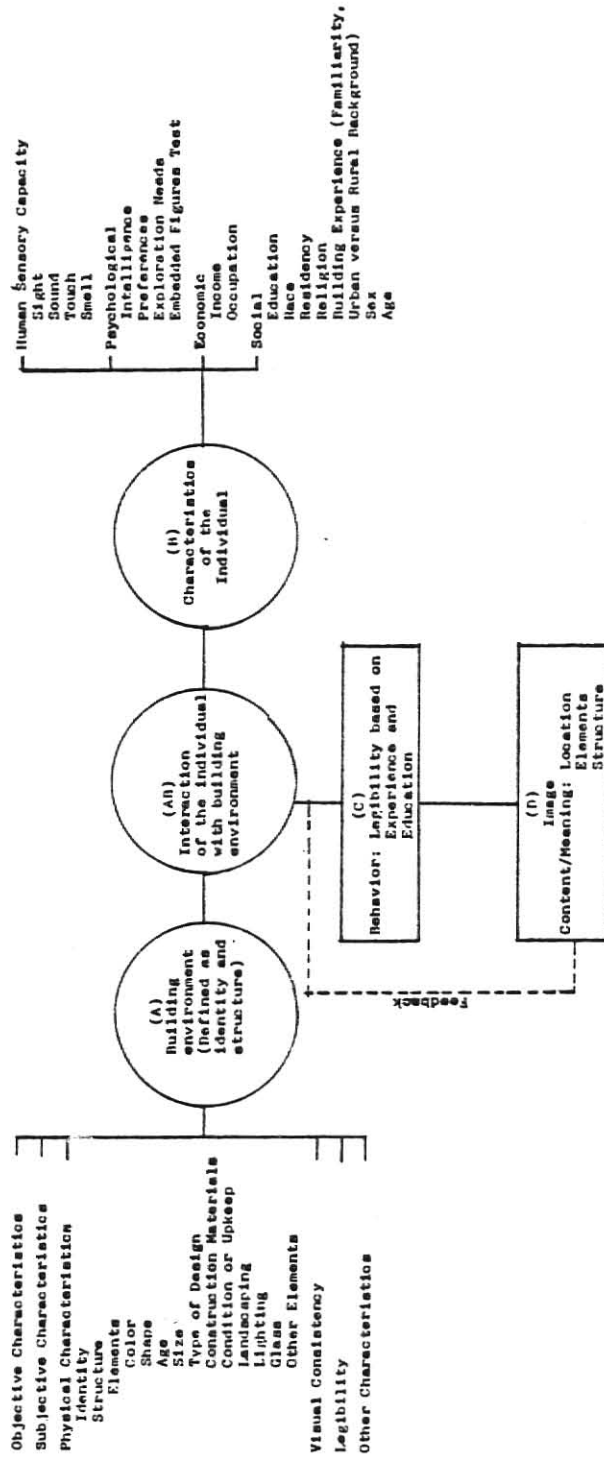 Objective Characteristics
Subjective Characteristics
Physical Characteristics
Identity
Structure
Elements
Color
Shape
Age
Size
Type of Design
Construction Materials
Condition or Upkeep
Landscaping
Lighting
Glass
Other Elements
Visual Consistency
Legibility
Other Characteristics
(A)
Building
environment
(Defined as
identity and
structure)
(AB)
Interaction
of the individual
with building
environment
(B)
Characteristics
of the
Individual
Human Sensory Capacity
Sight
Sound
Touch
Smell
Psychological
Intelligence
Preferences
Exploration Needs
Embedded Figures Test
Economic
Income
Occupation
Social
Education
Race
Residency
Religion
Building Experience (Familiarity,
Urban versus Rural Background)
Sex
Age
(C)
Behavior: Legibility based on
Experience and
Education
(D)
Image
Content/Meaning: Location
Elements
Structure
Feedback